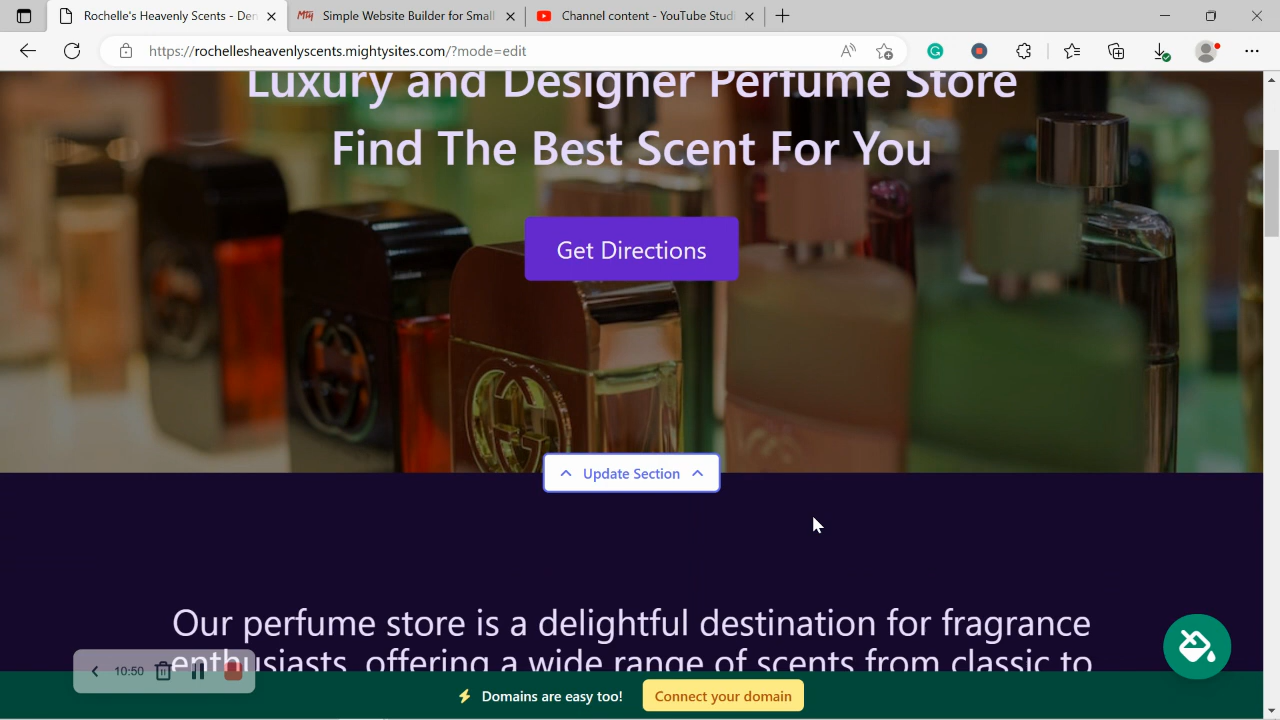 Rochelle's Heavenly Scents - Den
Simple Website Builder for Small
Channel content - YouTube Studi
https://rochellesheavenlyscents.mightysites.com/?mode=edit
Luxury and Designer Perfume Store
Find The Best Scent For You
Get Directions
Update Section
Our perfume store is a delightful destination for fragrance
enthusiasts, offering a wide range of scents from classic to
10:50
Domains are easy too!
Connect your domain